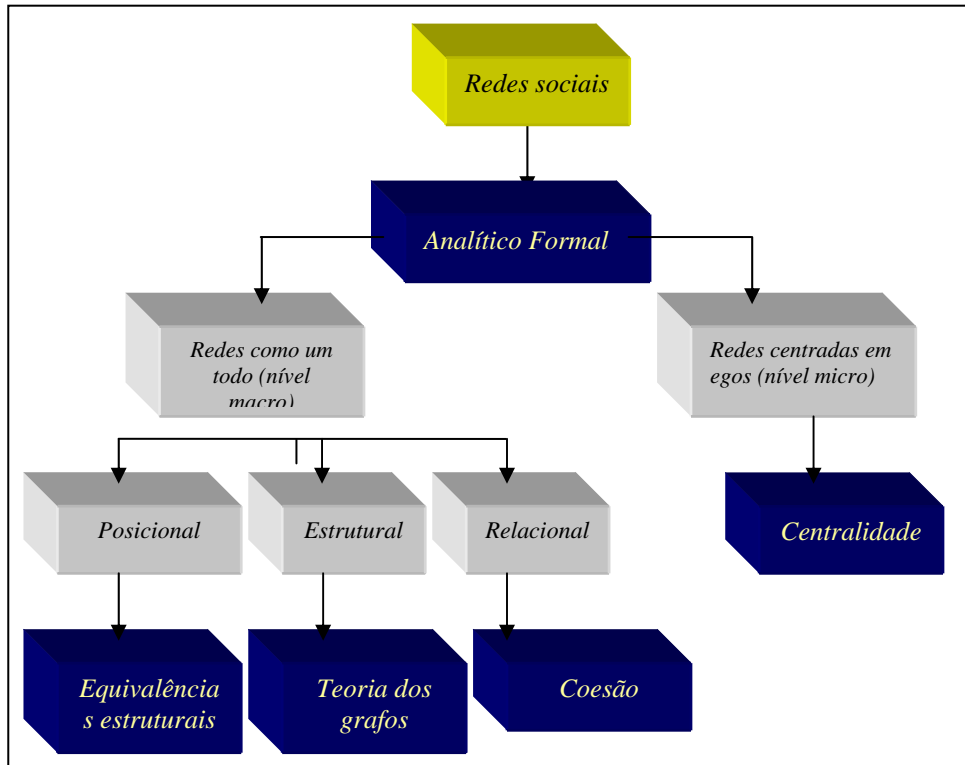 Redes sociais
Analítico Formal
Redes como um
todo (nível
macro)
Redes centradas em
egos (nível micro)
Posicional
Estrutural
Relacional
Centralidade
Equivalência
s estruturais
Teoria dos
grafos
Coesão